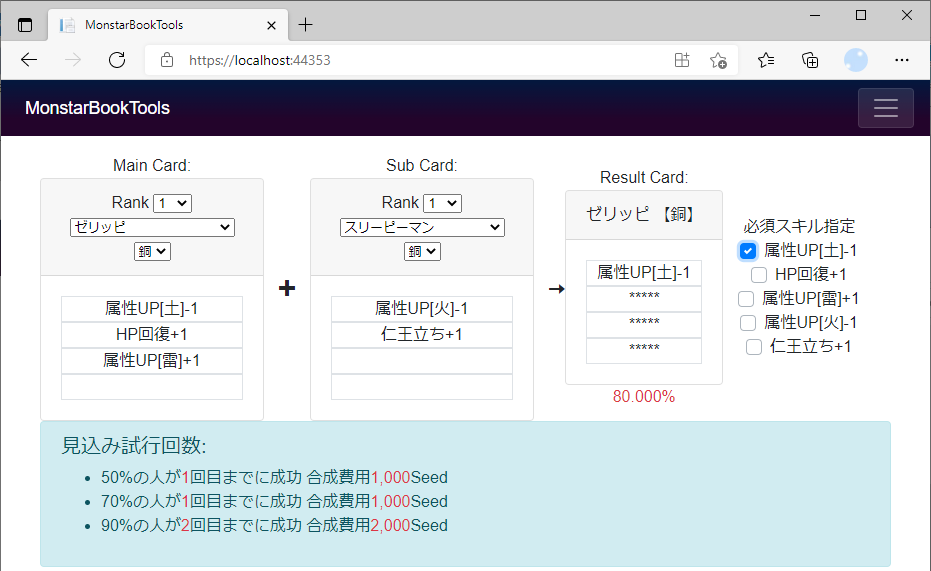 MonstarBookTools
https://localhost:44353
MonstarBookTools
Main Card:
Rank 1
ゼリッピ
銅
属性UP[土]-1
HP回復+1
属性UP[雷]+1
Sub Card:
Rank 1
スリーピーマン
銅
属性UP[火]-1
仁王立ち+1
Result Card:
ゼリッピ 【銅】
属性UP[土]-1
*****
*****
*****
80.000%
必須スキル指定
属性UP[土]-1
HP回復+1
属性UP[雷]+1
属性UP[火]-1
仁王立ち+1
見込み試行回数:
50%の人が1回目までに成功 合成費用1,000Seed
70%の人が1回目までに成功 合成費用1,000Seed
90%の人が2回目までに成功 合成費用2,000Seed